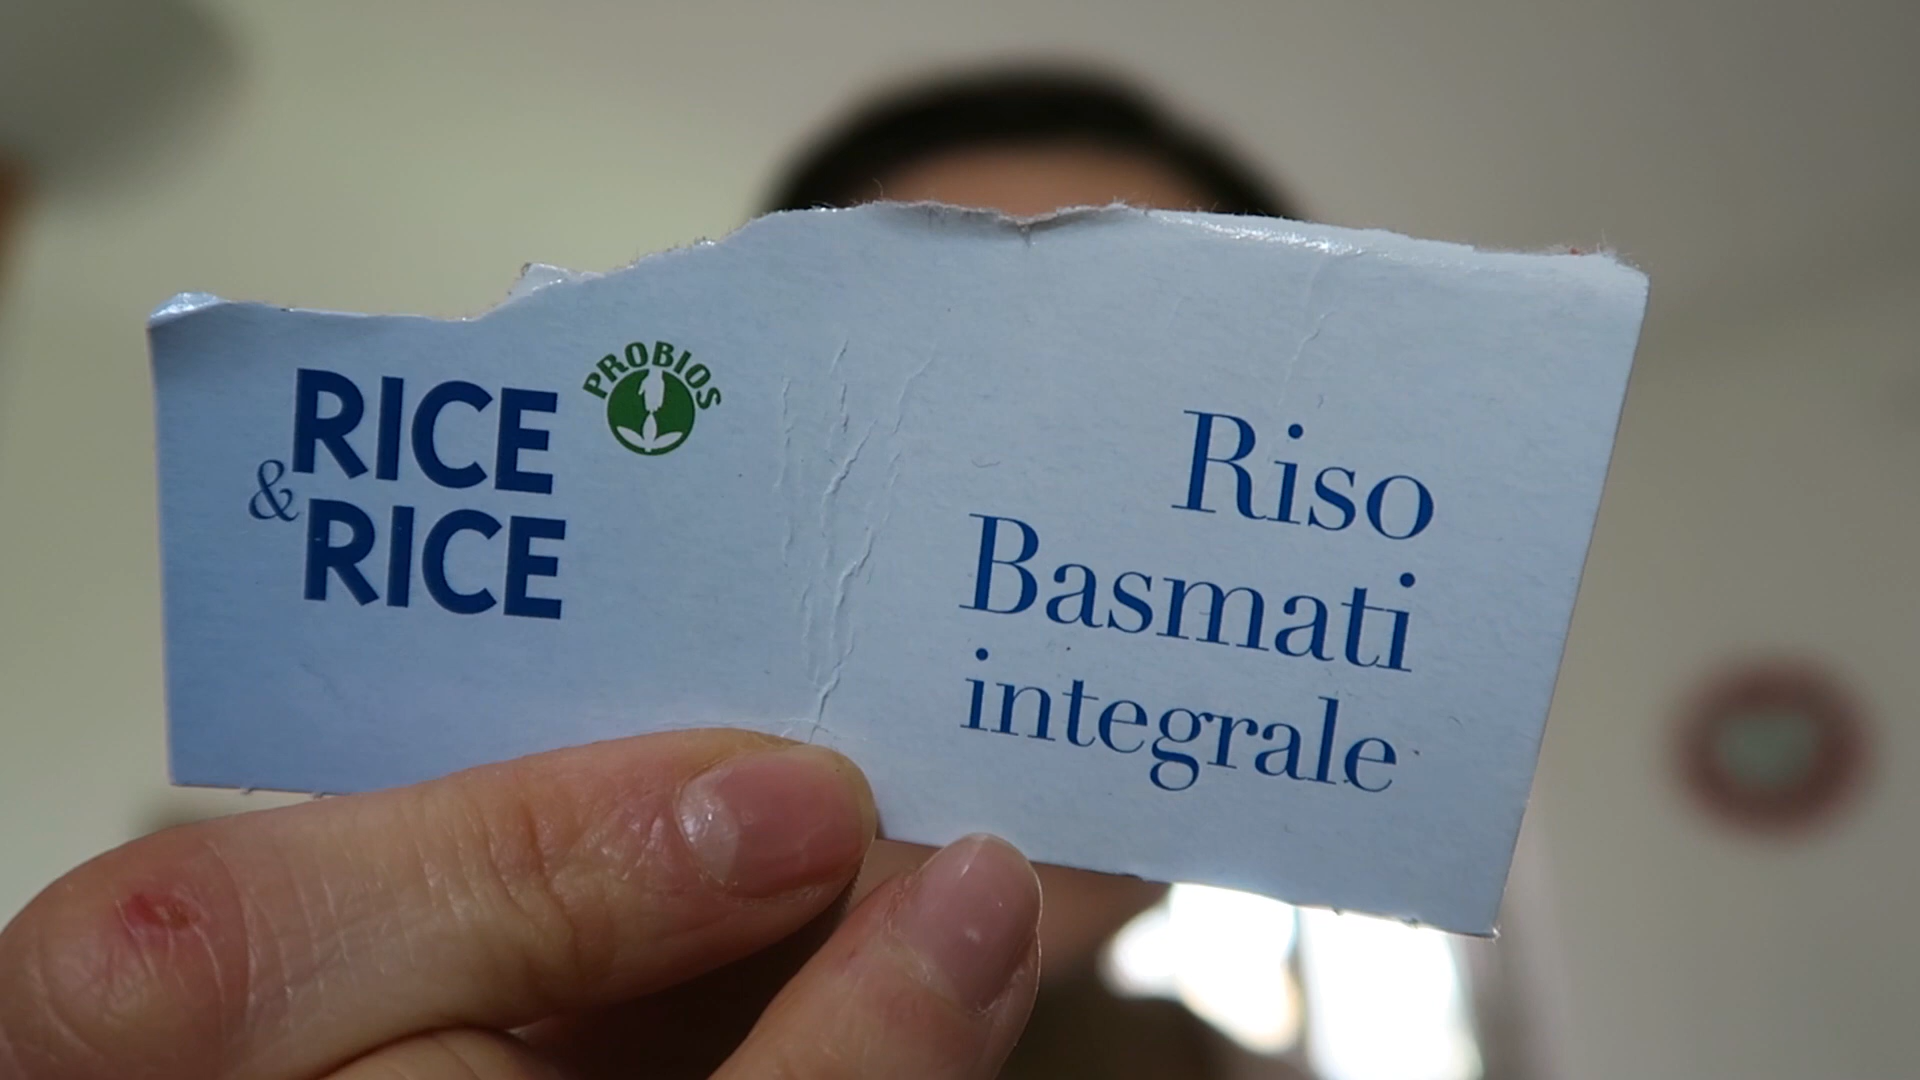 RICE
& RICE
PROBIOS
Riso
Basmati
integrale